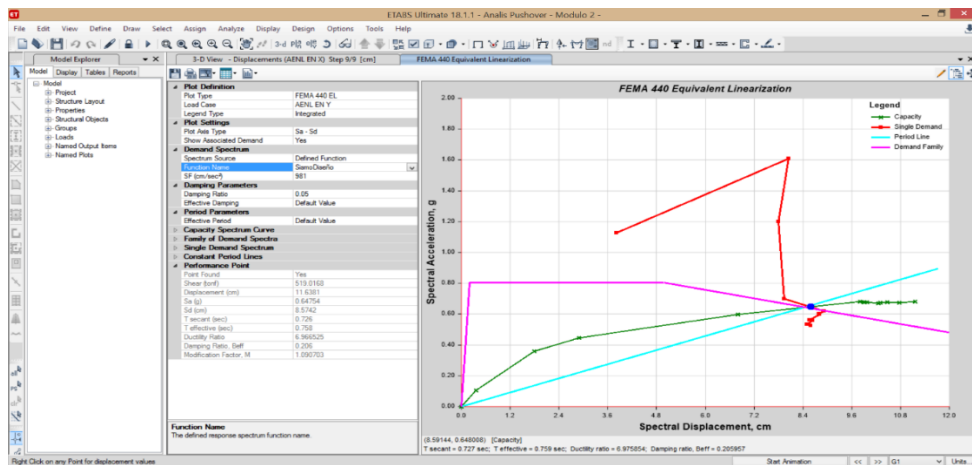 ETABS Ultimate 18.1.1 - Analis Pushover - Modulo 2 -
File Edit View Define Draw Select Assign Analyze Display Design Options Tools Help
Model Explorer
3-D View - Displacements (AENL EN X) Step 9/9 [cm]
FEMA 440 Equivalent Linearization
Model Display Tables Reports
Model
Project
Structure Layout
Properties
Structural Objects
Groups
Loads
Named Output Items
Named Plots
Plot Definition
Plot Type FEMA 440 EL
Load Case AENL EN Y
Legend Type Integrated
Plot Settings
Plot Axis Type Sa - Sd
Show Associated Demand Yes
Demand Spectrum
Spectrum Source Defined Function
Function Name SismoDiseño
SF (cm/sec²) 981
Damping Parameters
Damping Ratio 0.05
Effective Damping Default Value
Period Parameters
Effective Period Default Value
Capacity Spectrum Curve
Family of Demand Spectra
Single Demand Spectrum
Constant Period Lines
Performance Point
Point Found Yes
Shear (tonf) 519.0168
Displacement (cm) 11.6381
Sa (g) 0.64754
Sd (cm) 8.5742
T secant (sec) 0.726
T effective (sec) 0.758
Ductility Ratio 6.966525
Damping Ratio, Beff 0.206
Modification Factor, M 1.090703
Function Name
The defined response spectrum function name.
FEMA 440 Equivalent Linearization
Legend
Capacity
Single Demand
Period Line
Demand Family
Spectral Acceleration, g
2.00
1.80
1.60
1.40
1.20
1.00
0.80
0.60
0.40
0.20
0.00
0.0 1.2 2.4 3.6 4.8 6.0 7.2 8.4 9.6 10.8 12.0
Spectral Displacement, cm
(8.59144, 0.648008) [Capacity]
T secant = 0.727 sec; T effective = 0.759 sec; Ductility ratio = 6.975854; Damping ratio, Beff = 0.205957
Right Click on any Point for displacement values
Start Animation << >> G1 Units...